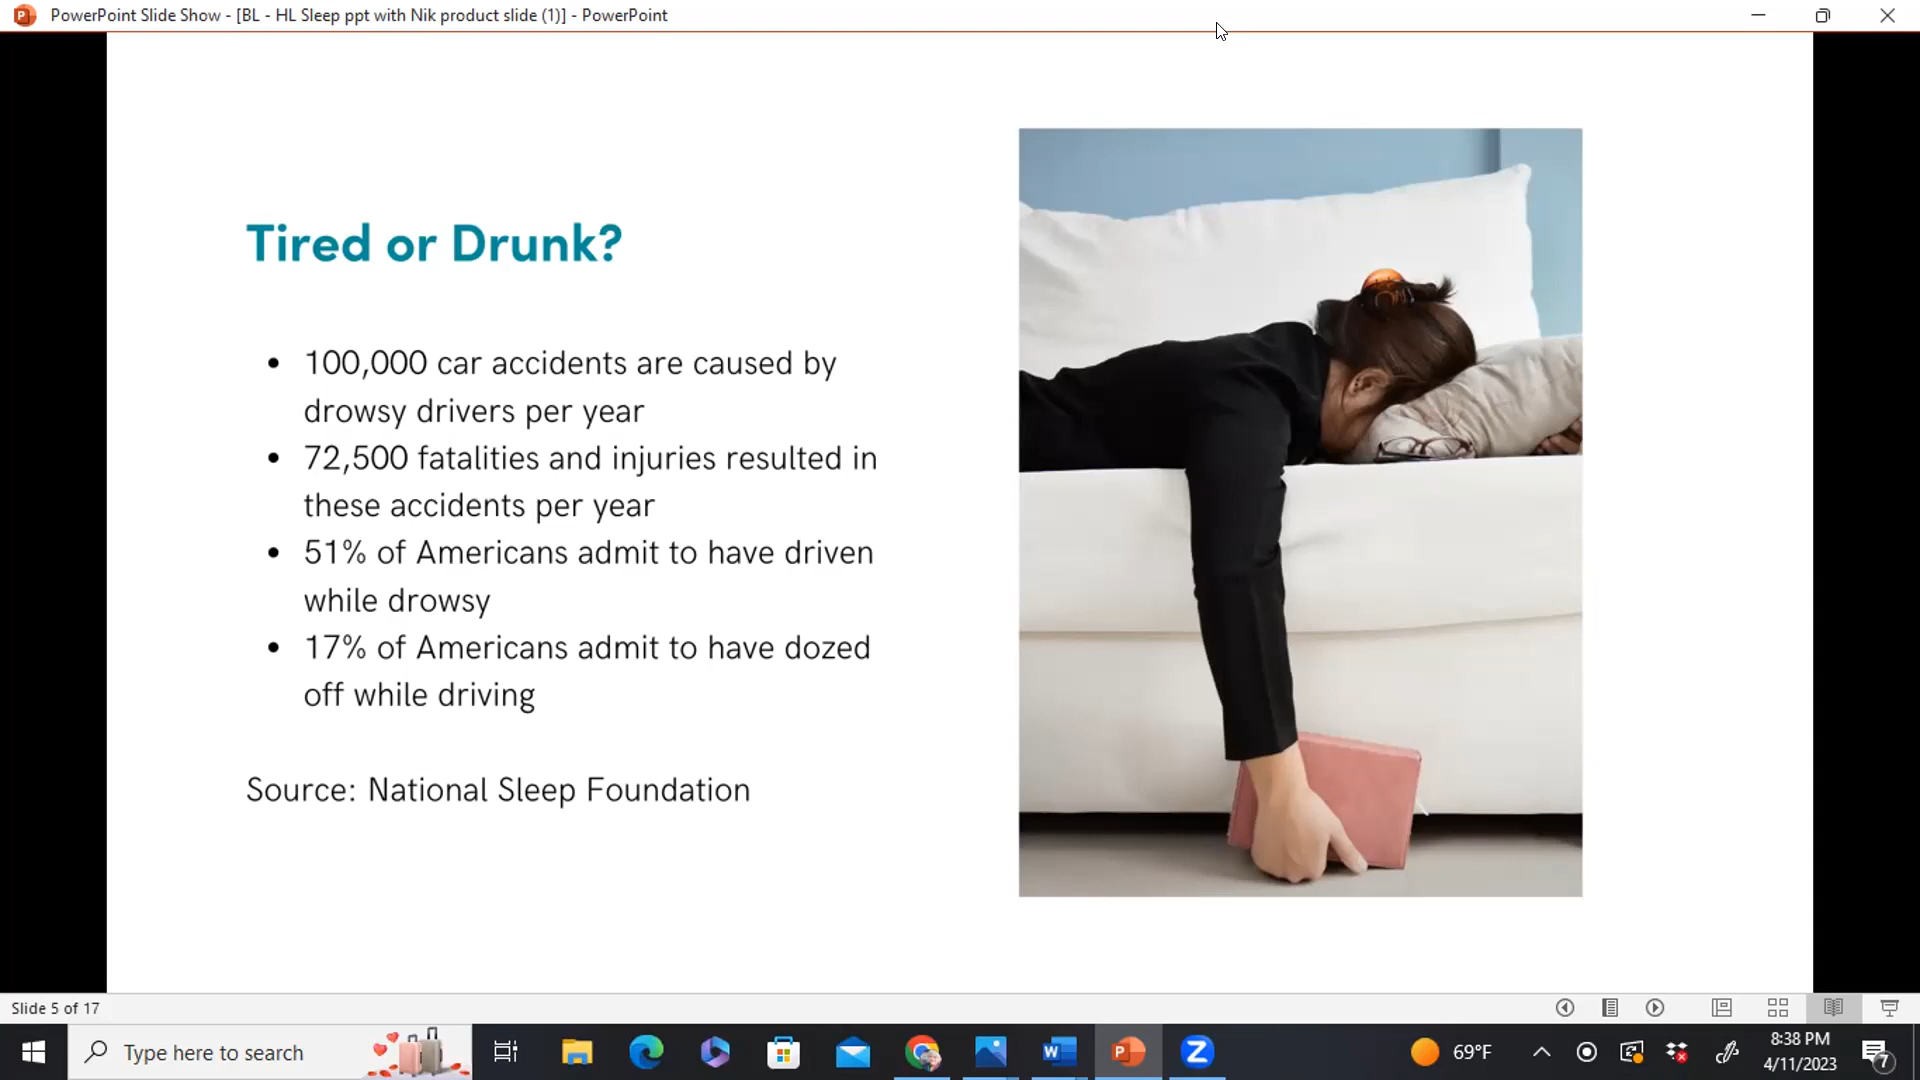 PowerPoint Slide Show - [BL - HL Sleep ppt with Nik product slide (1)] - PowerPoint
Tired or Drunk?
• 100,000 car accidents are caused by
drowsy drivers per year
• 72,500 fatalities and injuries resulted in
these accidents per year
• 51% of Americans admit to have driven
while drowsy
• 17% of Americans admit to have dozed
off while driving
Source: National Sleep Foundation
Slide 5 of 17
Type here to search
69°F
8:38 PM
4/11/2023
7